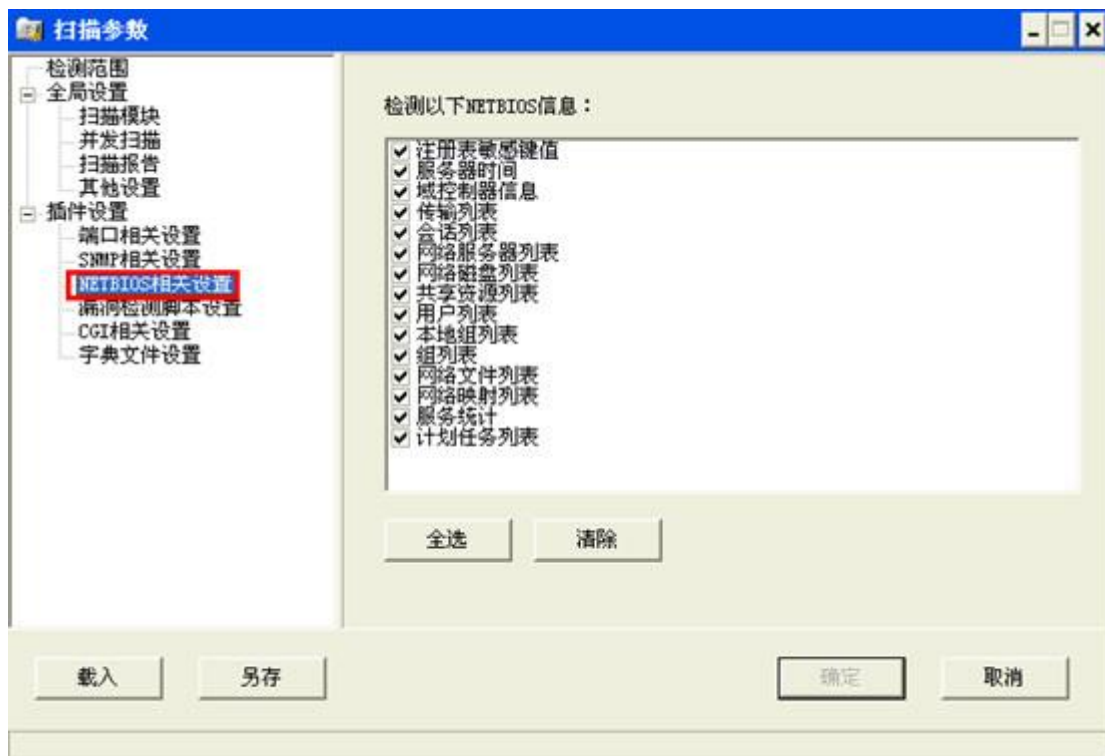 扫描参数
检测范围
全局设置
扫描模块
并发扫描
扫描报告
其他设置
插件设置
端口相关设置
SNMP相关设置
NETBIOS相关设置
漏洞检测脚本设置
CGI相关设置
字典文件设置
检测以下NETBIOS信息：
注册表敏感键值
服务器时间
域控制器信息
传输列表
会话列表
网络服务器列表
网络磁盘列表
共享资源列表
用户列表
本地组列表
组列表
网络文件列表
网络映射列表
服务统计
计划任务列表
全选 清除
载入 另存 确定 取消